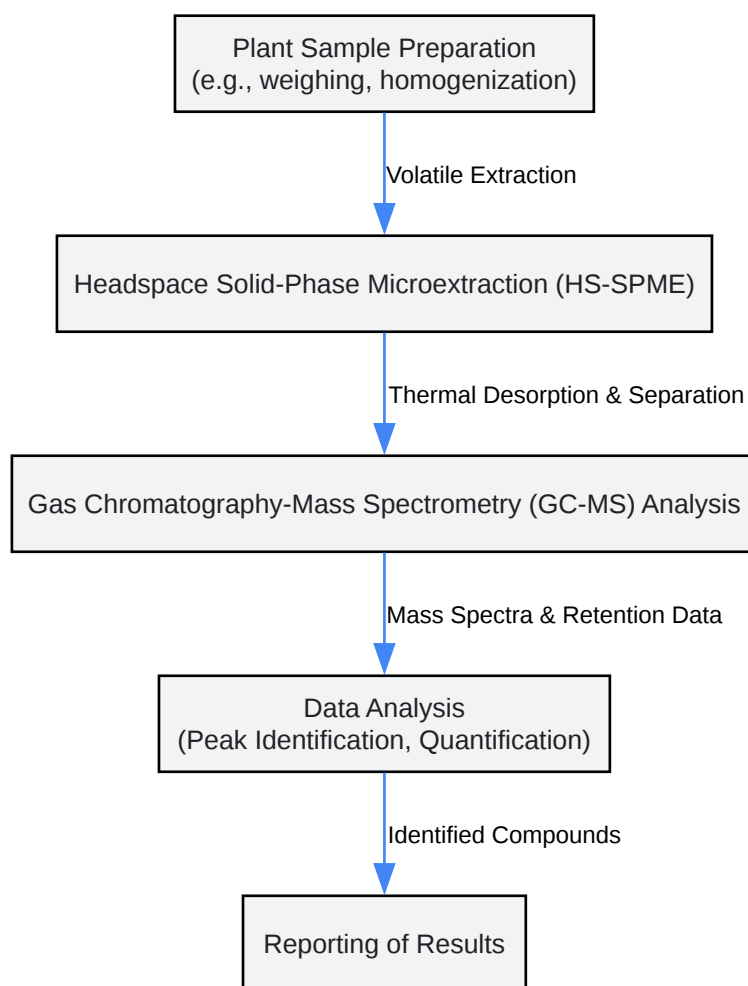 Plant Sample Preparation
(e.g., weighing, homogenization)
Volatile Extraction
Headspace Solid-Phase Microextraction (HS-SPME)
Thermal Desorption & Separation
Gas Chromatography-Mass Spectrometry (GC-MS) Analysis
Mass Spectra & Retention Data
Data Analysis
(Peak Identification, Quantification)
Identified Compounds
Reporting of Results